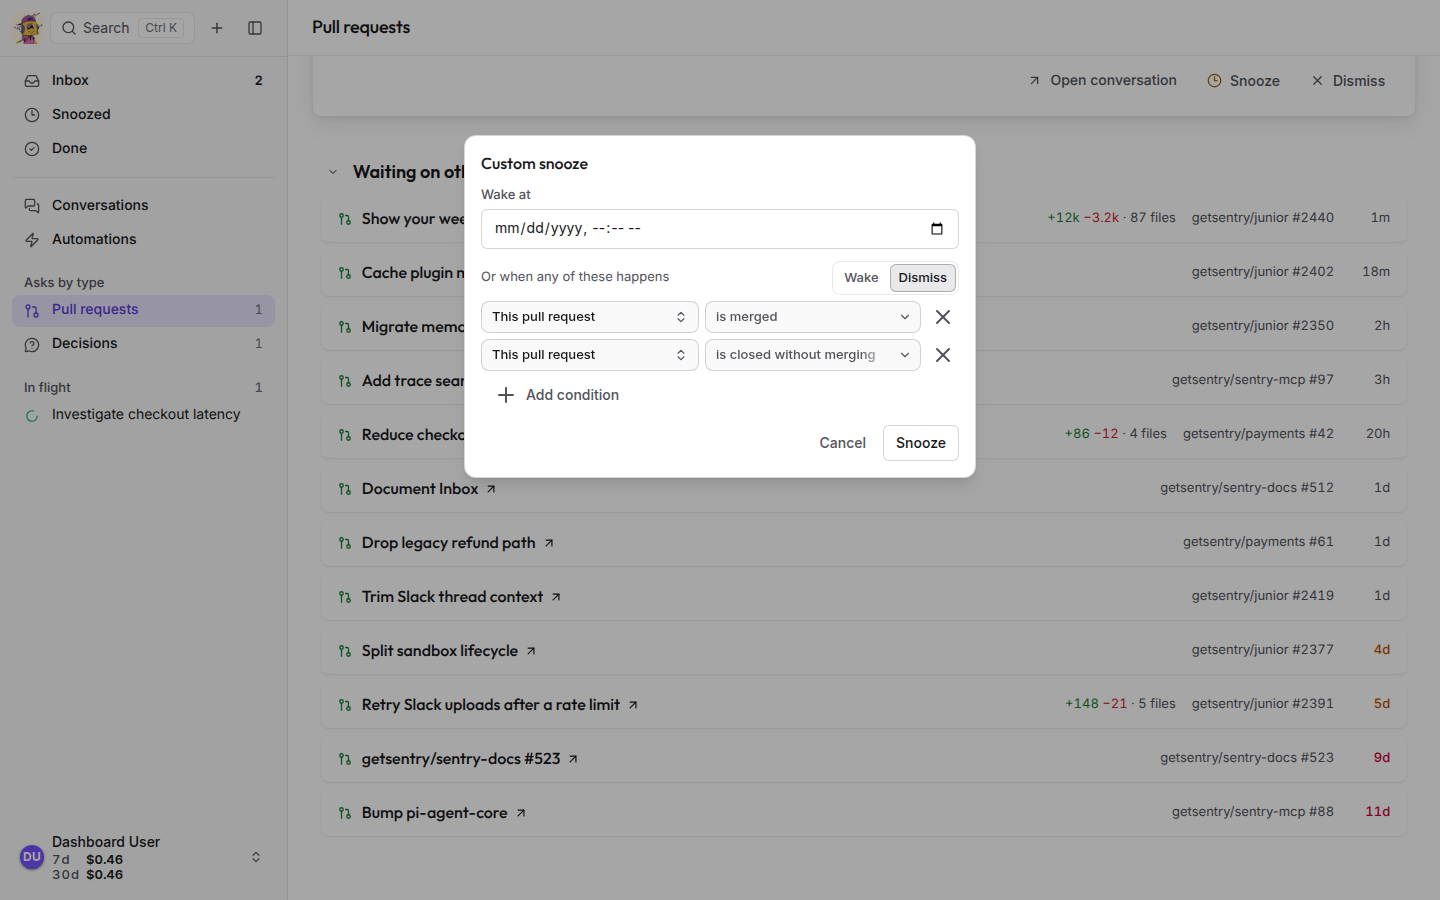 Search Ctrl K
Pull requests
Inbox 2
Snoozed
Done
Conversations
Automations
Asks by type
Pull requests 1
Decisions 1
In flight 1
Investigate checkout latency
Dashboard User
DU
7d $0.46
30d $0.46
Open conversation Snooze Dismiss
Waiting on
Show your +12k −3.2k · 87 files getsentry/junior #2440 1m
Cache plugin getsentry/junior #2402 18m
Migrate getsentry/junior #2350 2h
Add trace getsentry/sentry-mcp #97 3h
Reduce +86 −12 · 4 files getsentry/payments #42 20h
Document Inbox getsentry/sentry-docs #512 1d
Drop legacy refund path getsentry/payments #61 1d
Trim Slack thread context getsentry/junior #2419 1d
Split sandbox lifecycle getsentry/junior #2377 4d
Retry Slack uploads after a rate limit +148 −21 · 5 files getsentry/junior #2391 5d
getsentry/sentry-docs #523 getsentry/sentry-docs #523 9d
Bump pi-agent-core getsentry/sentry-mcp #88 11d
Custom snooze
Wake at
mm/dd/yyyy, --:-- --
Or when any of these happens Wake Dismiss
This pull request is merged
This pull request is closed without merging
Add condition
Cancel Snooze